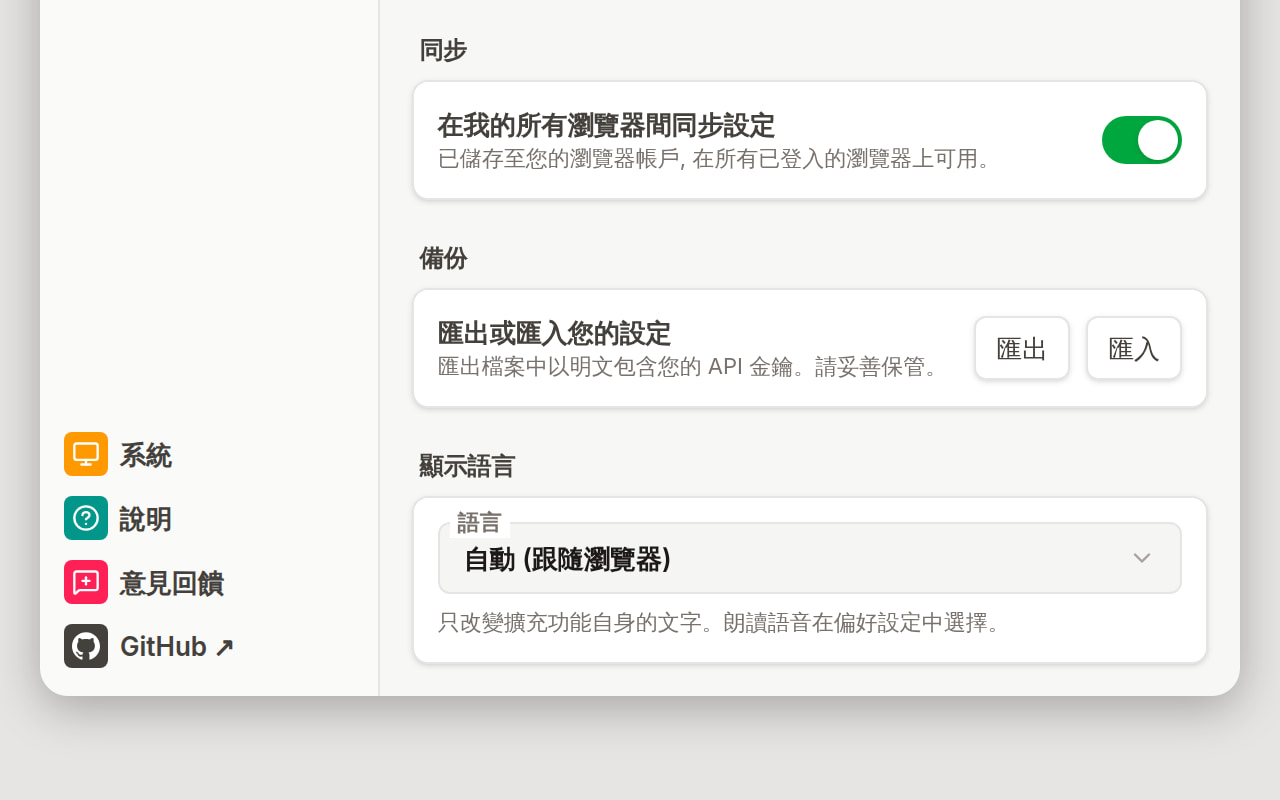 同步
在我的所有瀏覽器間同步設定
已儲存至您的瀏覽器帳戶, 在所有已登入的瀏覽器上可用。
備份
匯出或匯入您的設定
匯出檔案中以明文包含您的 API 金鑰。請妥善保管。
匯出
匯入
顯示語言
語言
自動 (跟隨瀏覽器)
只改變擴充功能自身的文字。朗讀語音在偏好設定中選擇。
系統
說明
意見回饋
GitHub ↗